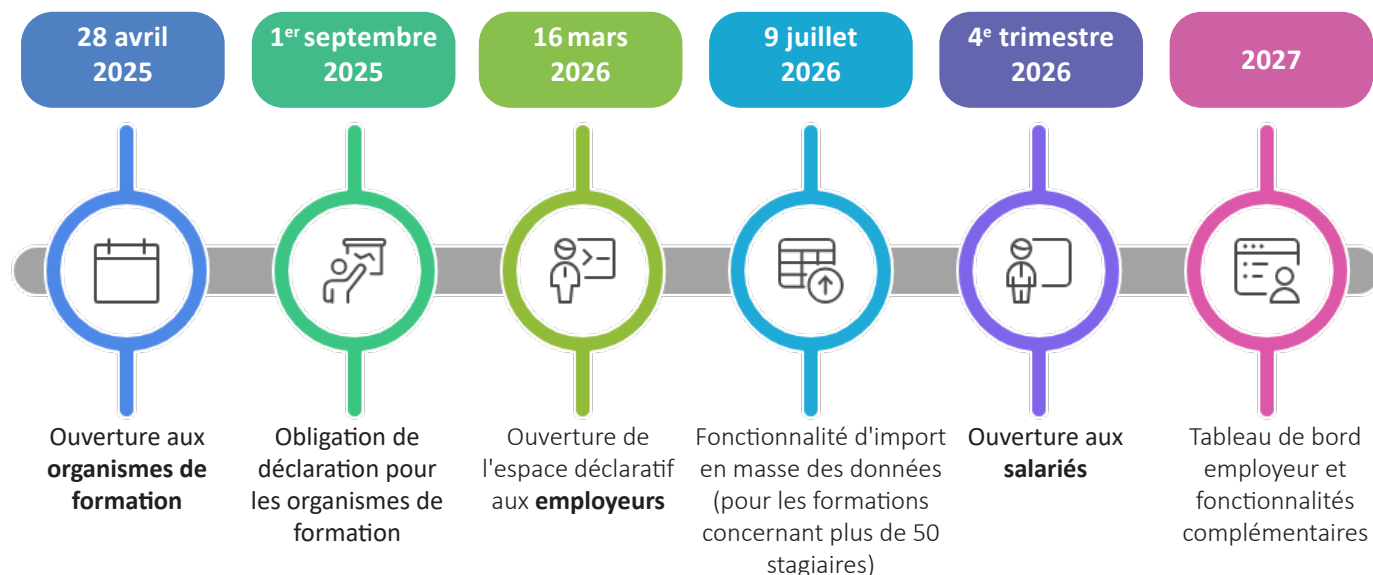 28 avril
2025
1er septembre
2025
16 mars
2026
9 juillet
2026
4e trimestre
2026
2027
Ouverture aux
organismes de
formation
Obligation de
déclaration pour
les organismes de
formation
Ouverture de
l'espace déclaratif
aux employeurs
Fonctionnalité d'import
en masse des données
(pour les formations
concernant plus de 50
stagiaires)
Ouverture aux
salariés
Tableau de bord
employeur et
fonctionnalités
complémentaires